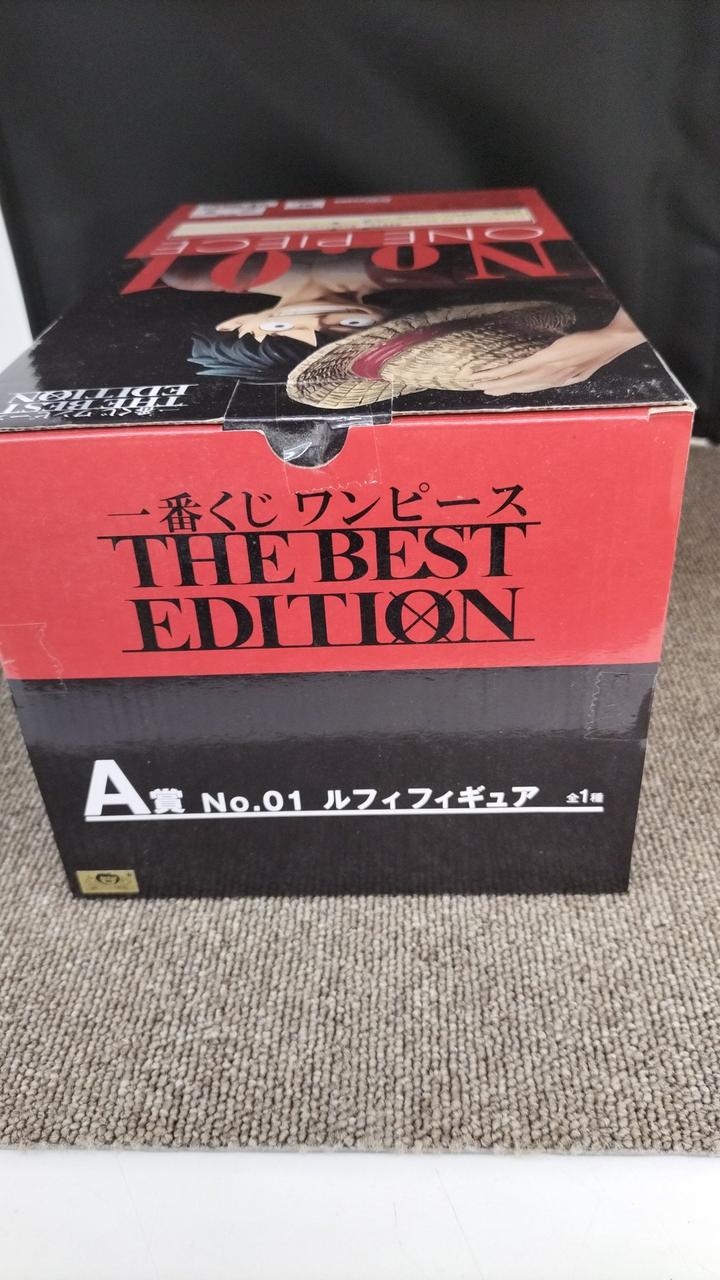 ONE PIECE
No.01
一番くじ ワンピース
THE BEST
EDITION
一番くじ ワンピース
THE BEST
EDITION
A賞 No.01 ルフィフィギュア 全1種